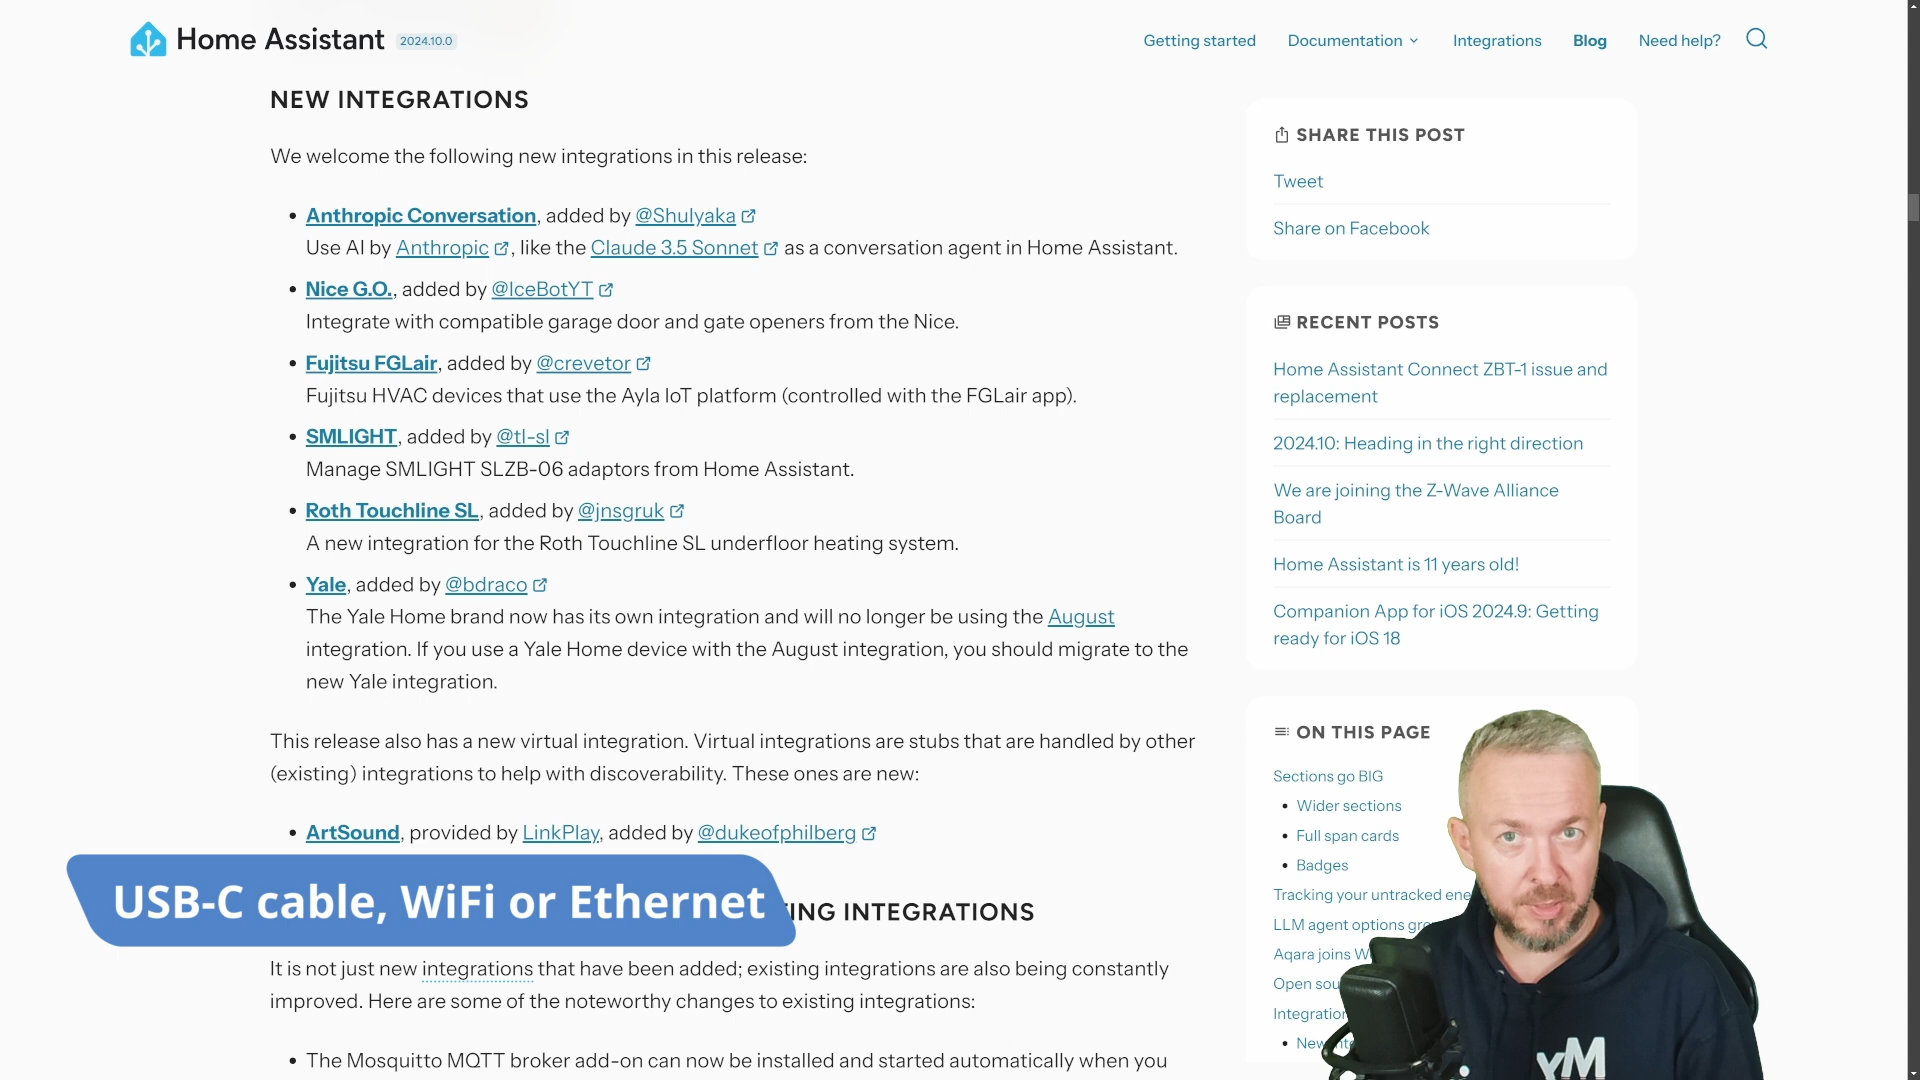 Home Assistant 2024.10.0
Getting started Documentation Integrations Blog Need help?
NEW INTEGRATIONS
We welcome the following new integrations in this release:
• Anthropic Conversation, added by @Shulyaka
Use AI by Anthropic, like the Claude 3.5 Sonnet as a conversation agent in Home Assistant.
• Nice G.O., added by @IceBotYT
Integrate with compatible garage door and gate openers from the Nice.
• Fujitsu FGLair, added by @crevetor
Fujitsu HVAC devices that use the Ayla IoT platform (controlled with the FGLair app).
• SMLIGHT, added by @tl-sl
Manage SMLIGHT SLZB-06 adaptors from Home Assistant.
• Roth Touchline SL, added by @jnsgruk
A new integration for the Roth Touchline SL underfloor heating system.
• Yale, added by @bdraco
The Yale Home brand now has its own integration and will no longer be using the August
integration. If you use a Yale Home device with the August integration, you should migrate to the
new Yale integration.
This release also has a new virtual integration. Virtual integrations are stubs that are handled by other
(existing) integrations to help with discoverability. These ones are new:
• ArtSound, provided by LinkPlay, added by @dukeofphilberg
USB-C cable, WiFi or Ethernet
ING INTEGRATIONS
It is not just new integrations that have been added; existing integrations are also being constantly
improved. Here are some of the noteworthy changes to existing integrations:
• The Mosquitto MQTT broker add-on can now be installed and started automatically when you
SHARE THIS POST
Tweet
Share on Facebook
RECENT POSTS
Home Assistant Connect ZBT-1 issue and
replacement
2024.10: Heading in the right direction
We are joining the Z-Wave Alliance
Board
Home Assistant is 11 years old!
Companion App for iOS 2024.9: Getting
ready for iOS 18
ON THIS PAGE
Sections go BIG
• Wider sections
• Full span cards
• Badges
Tracking your untracked ene
LLM agent options gro
Aqara joins W
Open sou
Integration
• New inte